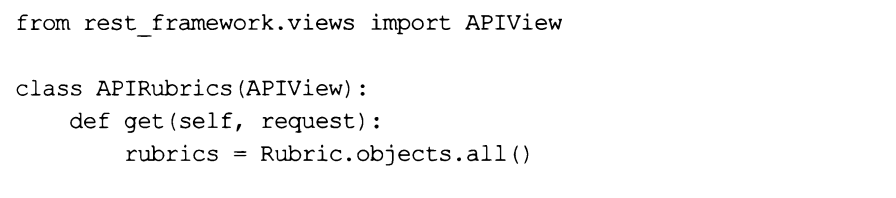 from rest_framework.views import APIView
class APIRubrics(APIView):
    def get(self, request):
        rubrics = Rubric.objects.all()